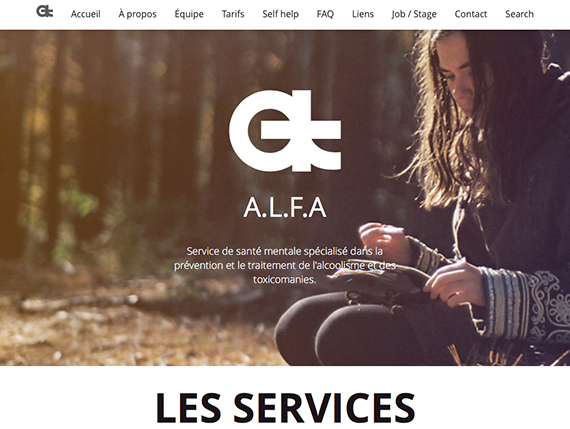 Accueil À propos Équipe Tarifs Self help FAQ Liens Job / Stage Contact Search
A.L.F.A
Service de santé mentale spécialisé dans la
prévention et le traitement de l'alcoolisme et des
toxicomanies.
LES SERVICES